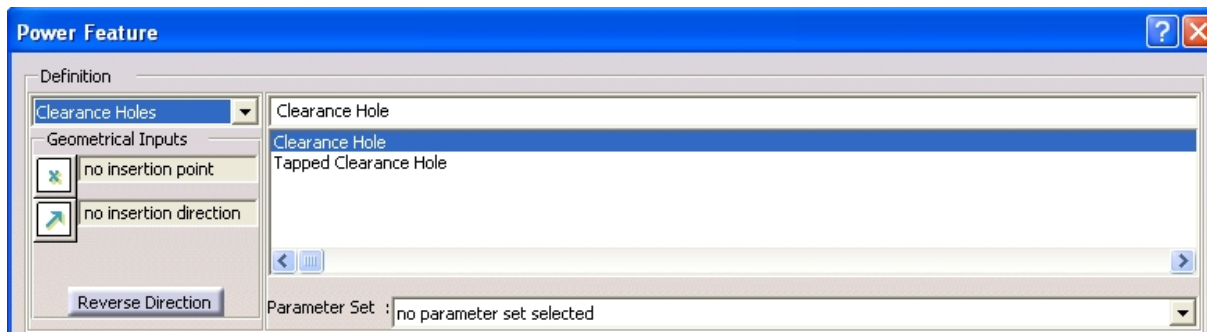 Power Feature
Definition
Clearance Holes
Clearance Hole
Geometrical Inputs
Clearance Hole
Tapped Clearance Hole
no insertion point
no insertion direction
Reverse Direction
Parameter Set :
no parameter set selected